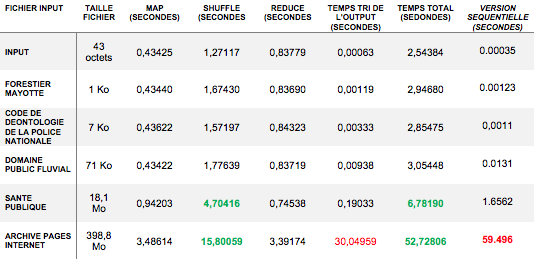 FICHIER INPUT TAILLE FICHIER MAP (SECONDES) SHUFFLE (SECONDES) REDUCE (SECONDES) TEMPS TRI DE L'OUTPUT (SECONDES) TEMPS TOTAL (SEDONDES) VERSION SEQUENTIELLE (SECONDES)
INPUT 43 octets 0,43425 1,27117 0,83779 0,00063 2,54384 0.00035
FORESTIER MAYOTTE 1 Ko 0,43440 1,67430 0,83690 0,00119 2,94680 0.00123
CODE DE DEONTOLOGIE DE LA POLICE NATIONALE 7 Ko 0,43622 1,57197 0,84323 0,00333 2,85475 0,0011
DOMAINE PUBLIC FLUVIAL 71 Ko 0,43422 1,77639 0,83719 0,00938 3,05448 0.0131
SANTE PUBLIQUE 18,1 Mo 0,94203 4,70416 0,74538 0,19033 6,78190 1.6562
ARCHIVE PAGES INTERNET 398,8 Mo 3,48614 15,80059 3,39174 30,04959 52,72806 59.496